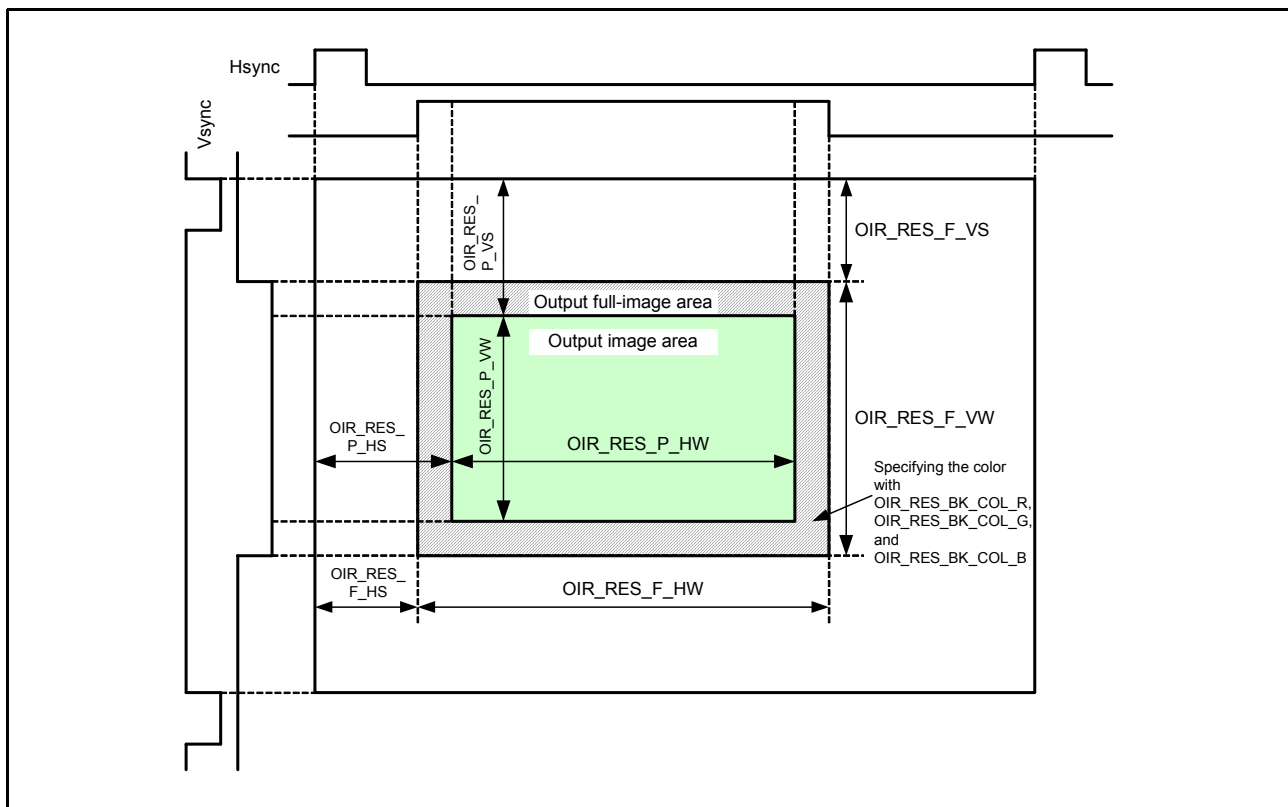 Hsync
Vsync
OIR_RES_
P_VS
OIR_RES_F_VS
Output full-image area
Output image area
OIR_RES_P_VW
OIR_RES_F_VW
OIR_RES_
P_HS
OIR_RES_P_HW
Specifying the color
with
OIR_RES_BK_COL_R,
OIR_RES_BK_COL_G,
and
OIR_RES_BK_COL_B
OIR_RES_
F_HS
OIR_RES_F_HW